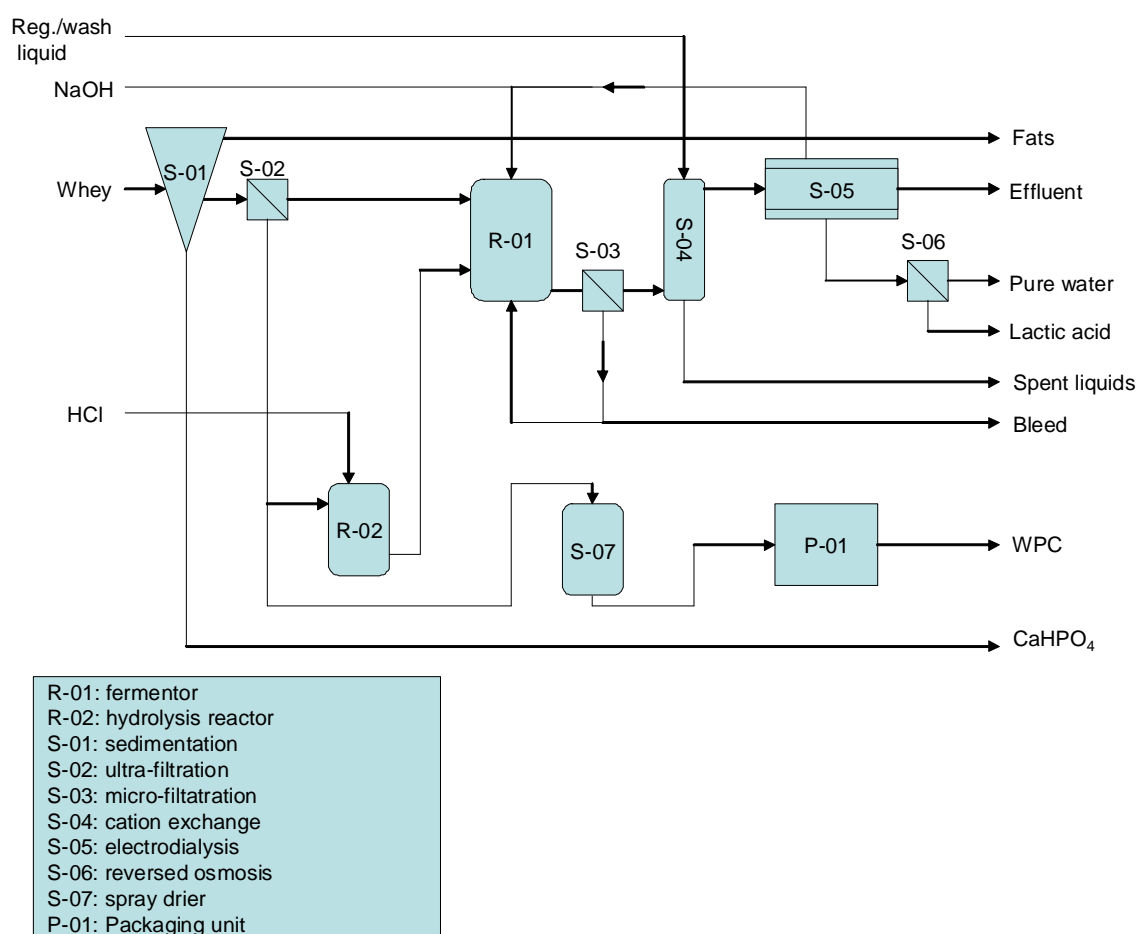 Reg./wash
liquid
NaOH
Fats
S-01
S-02
Whey
S-05
Effluent
R-01
S-04
S-03
S-06
Pure water
Lactic acid
Spent liquids
HCl
Bleed
R-02
S-07
P-01
WPC
CaHPO4
R-01: fermentor
R-02: hydrolysis reactor
S-01: sedimentation
S-02: ultra-filtration
S-03: micro-filtatration
S-04: cation exchange
S-05: electrodialysis
S-06: reversed osmosis
S-07: spray drier
P-01: Packaging unit